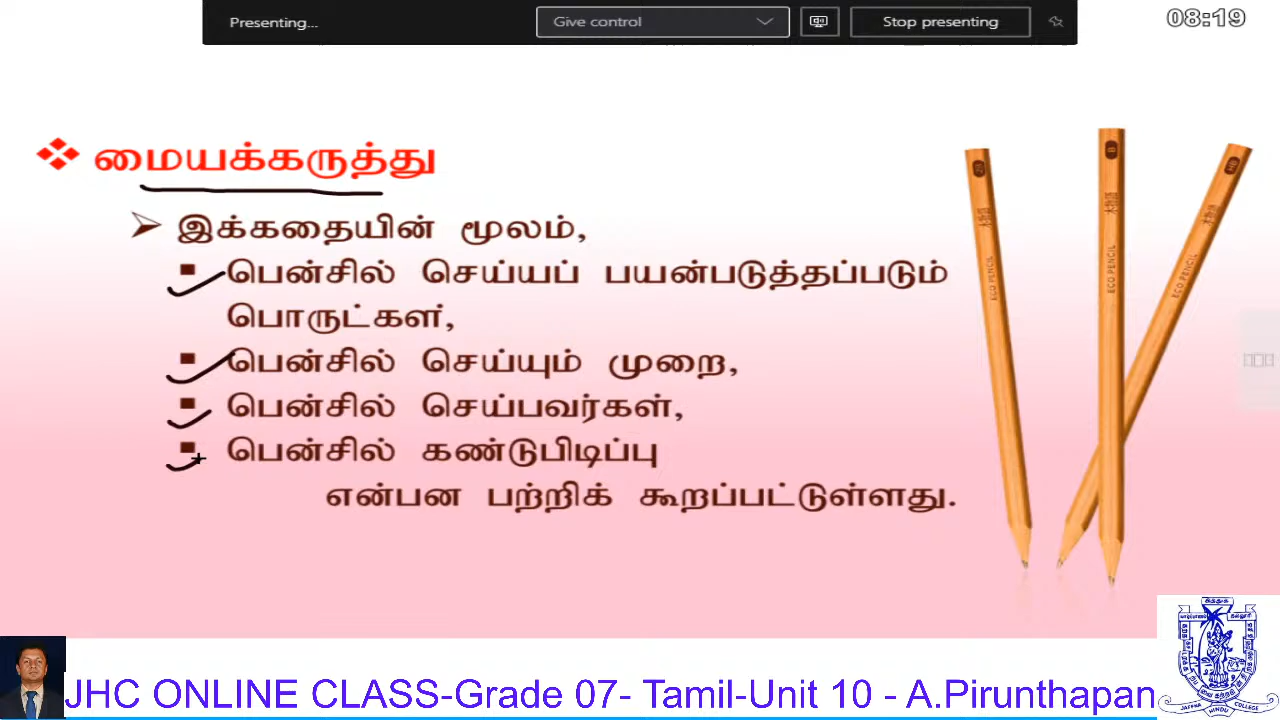 Presenting...
Give control
Stop presenting
08:19
மையக்கருத்து
இக்கதையின் மூலம்,
பென்சில் செய்யப் பயன்படுத்தப்படும்
பொருட்கள்,
பென்சில் செய்யும் முறை,
பென்சில் செய்பவர்கள்,
பென்சில் கண்டுபிடிப்பு
என்பன பற்றிக் கூறப்பட்டுள்ளது.
ECO PENCIL
B
ECO PENCIL
HB
ECO PENCIL
JHC ONLINE CLASS-Grade 07- Tamil-Unit 10 - A.Pirunthapan
JAFFNA HINDU COLLEGE